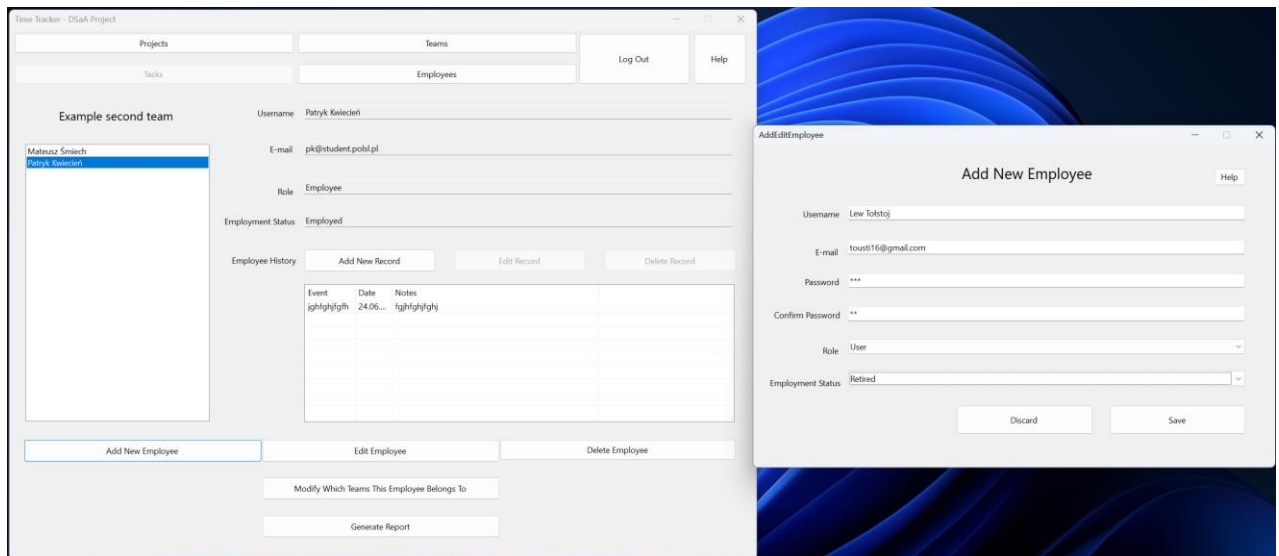 Time Tracker - DSaA Project
Projects
Teams
Log Out
Help
Tasks
Employees
Example second team
Mateusz Śmiech
Patryk Kwiecień
Username Patryk Kwiecień
E-mail pk@student.polsl.pl
Role Employee
Employment Status Employed
Employee History Add New Record Edit Record Delete Record
Event Date Notes
jghfghjfgfh 24.06.... fgjhfghjfghj
Add New Employee Edit Employee Delete Employee
Modify Which Teams This Employee Belongs To
Generate Report
AddEditEmployee
Add New Employee
Help
Username Lew Tołstoj
E-mail tousti16@gmail.com
Password ***
Confirm Password **
Role User
Employment Status Retired
Discard Save